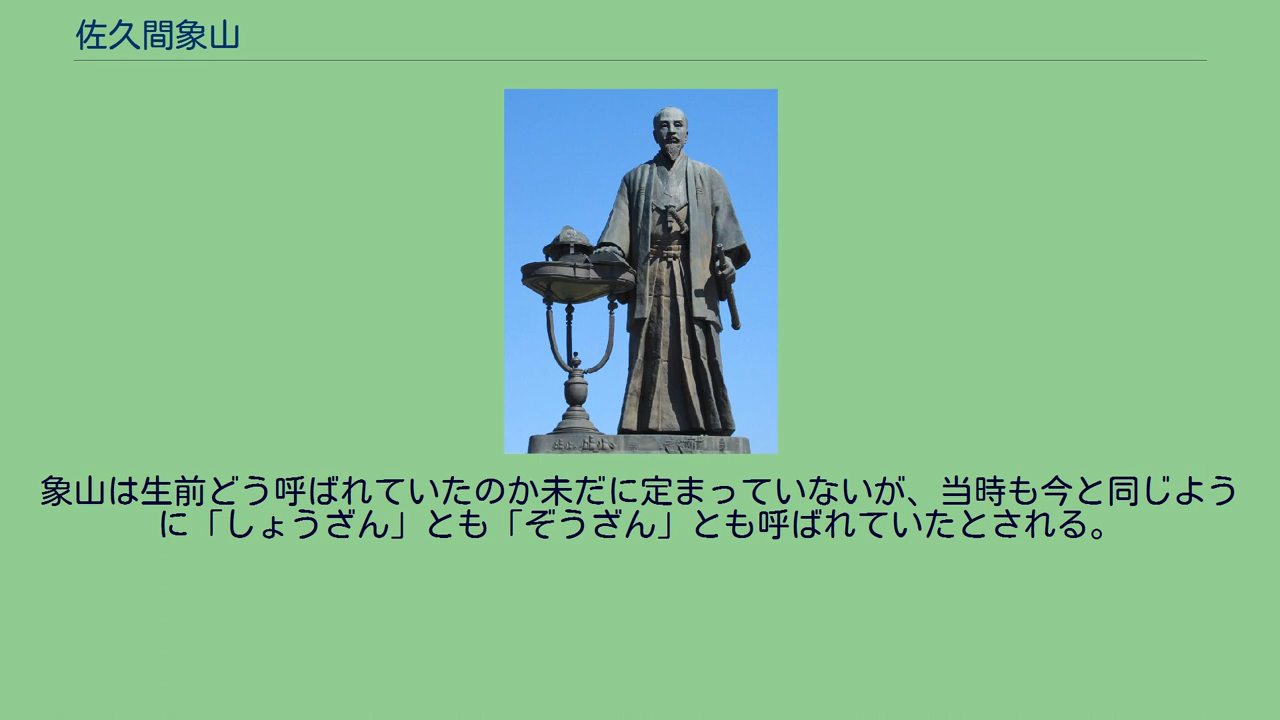 佐久間象山
象山は生前どう呼ばれていたのか未だに定まっていないが、当時も今と同じよう
に「しょうざん」とも「ぞうざん」とも呼ばれていたとされる。